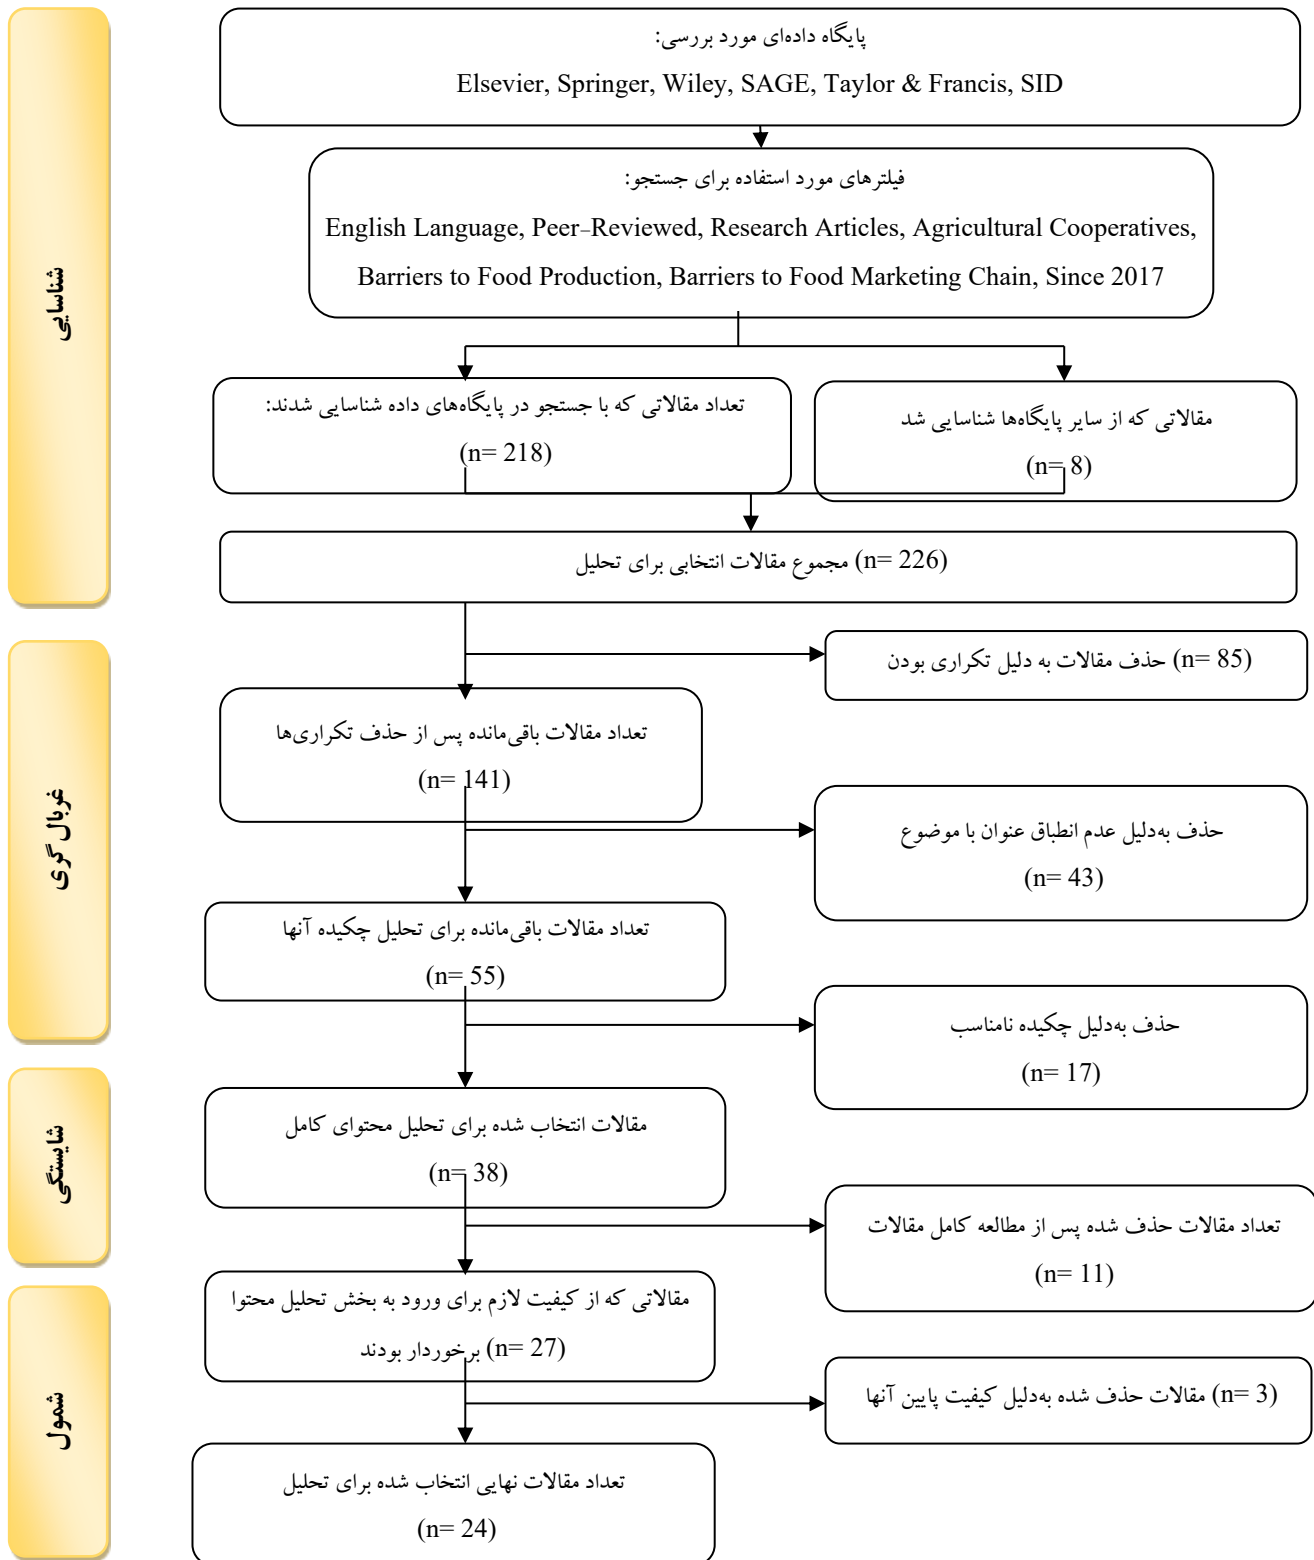 پایگاه داده‌ای مورد بررسی:
Elsevier, Springer, Wiley, SAGE, Taylor & Francis, SID
فیلترهای مورد استفاده برای جستجو:
English Language, Peer-Reviewed, Research Articles, Agricultural Cooperatives,
Barriers to Food Production, Barriers to Food Marketing Chain, Since 2017
تعداد مقالاتی که با جستجو در پایگاه‌های داده شناسایی شدند:
(n= 218)
مقالاتی که از سایر پایگاه‌ها شناسایی شد
(n= 8)
(n= 226) مجموع مقالات انتخابی برای تحلیل
شناسایی
(n= 85) حذف مقالات به دلیل تکراری بودن
تعداد مقالات باقی‌مانده پس از حذف تکراری‌ها
(n= 141)
حذف به‌دلیل عدم انطباق عنوان با موضوع
(n= 43)
تعداد مقالات باقی‌مانده برای تحلیل چکیده آنها
(n= 55)
غربال گری
حذف به‌دلیل چکیده نامناسب
(n= 17)
مقالات انتخاب شده برای تحلیل محتوای کامل
(n= 38)
شایستگی
تعداد مقالات حذف شده پس از مطالعه کامل مقالات
(n= 11)
مقالاتی که از کیفیت لازم برای ورود به بخش تحلیل محتوا
(n= 27) برخوردار بودند
(n= 3) مقالات حذف شده به‌دلیل کیفیت پایین آنها
شمول
تعداد مقالات نهایی انتخاب شده برای تحلیل
(n= 24)